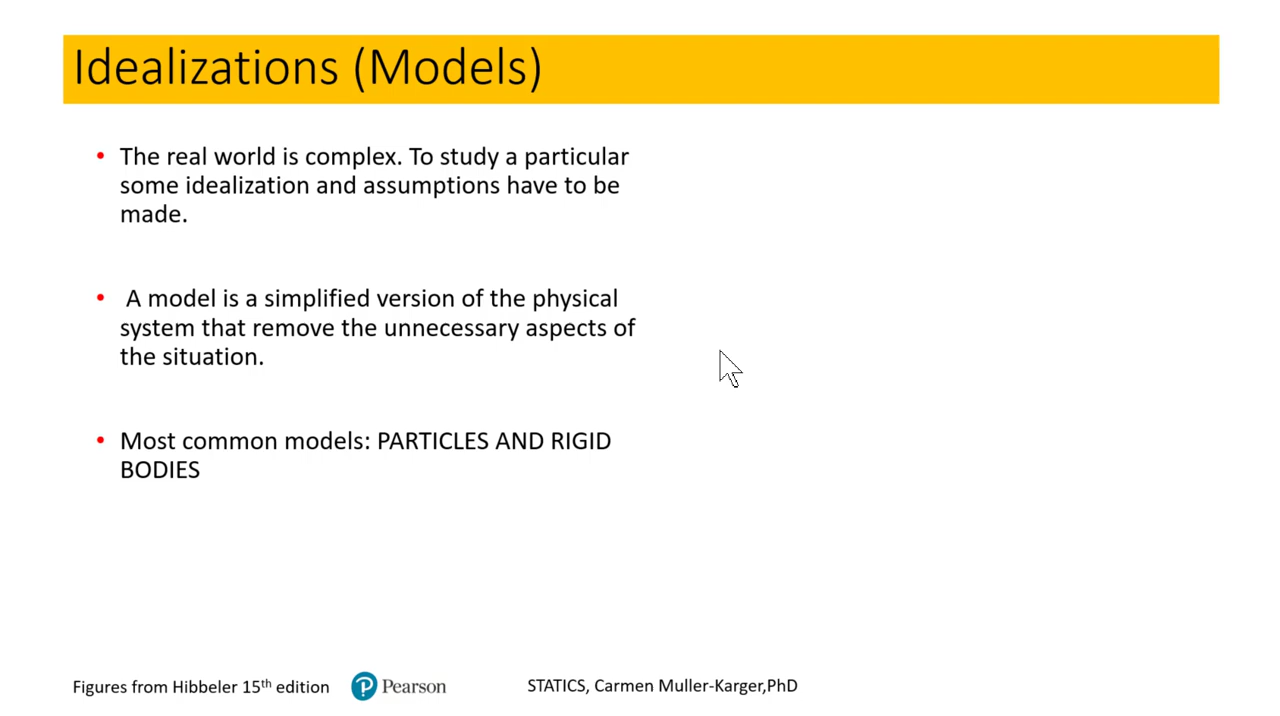 Idealizations (Models)
• The real world is complex. To study a particular
some idealization and assumptions have to be
made.
• A model is a simplified version of the physical
system that remove the unnecessary aspects of
the situation.
• Most common models: PARTICLES AND RIGID
BODIES
Figures from Hibbeler 15th edition
Pearson
STATICS, Carmen Muller-Karger,PhD